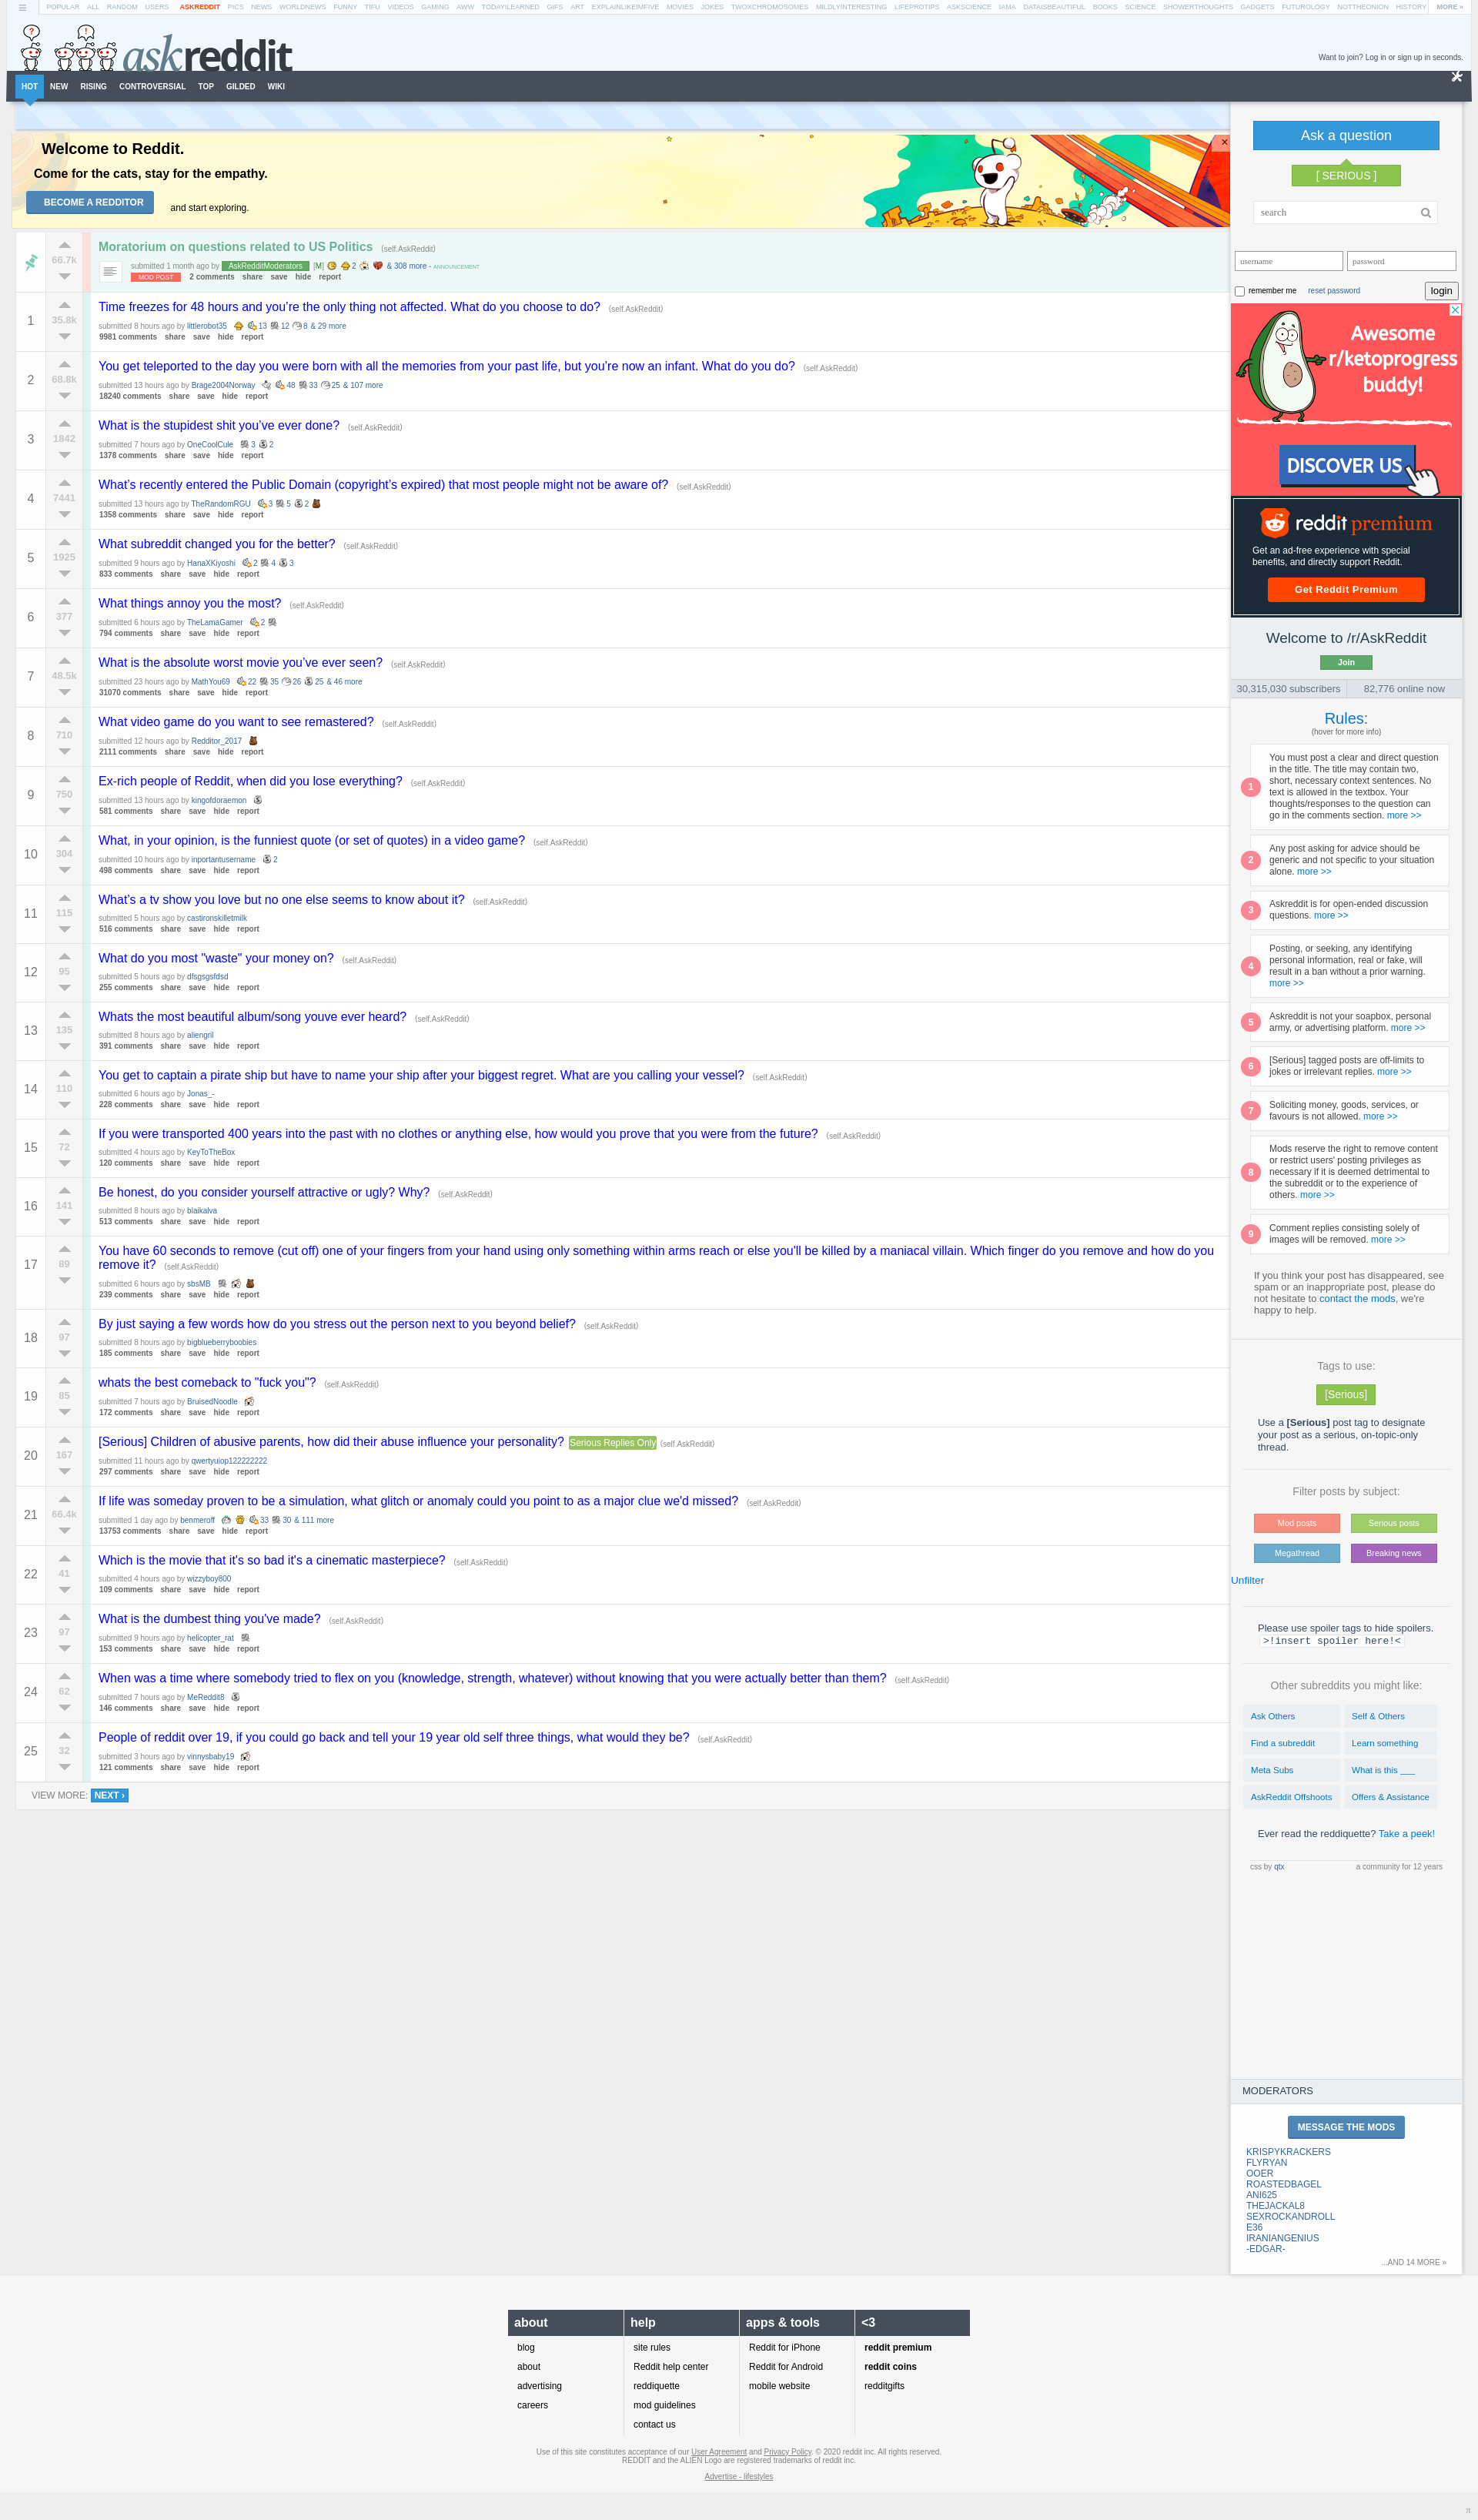 POPULAR ALL RANDOM USERS ASKREDDIT PICS NEWS WORLDNEWS FUNNY TIFU VIDEOS GAMING AWW TODAYILEARNED GIFS ART EXPLAINLIKEIMFIVE MOVIES JOKES TWOXCHROMOSOMES MILDLYINTERESTING LIFEPROTIPS ASKSCIENCE IAMA DATAISBEAUTIFUL BOOKS SCIENCE SHOWERTHOUGHTS GADGETS FUTUROLOGY NOTTHEONION HISTORY MORE »
askreddit
Want to join? Log in or sign up in seconds.
HOT NEW RISING CONTROVERSIAL TOP GILDED WIKI
Welcome to Reddit.
Come for the cats, stay for the empathy.
BECOME A REDDITOR and start exploring.
×
66.7k
Moratorium on questions related to US Politics (self.AskReddit)
submitted 1 month ago by AskRedditModerators [M] 2 & 308 more - ANNOUNCEMENT
MOD POST 2 comments share save hide report
1 35.8k
Time freezes for 48 hours and you’re the only thing not affected. What do you choose to do? (self.AskReddit)
submitted 8 hours ago by littlerobot35 13 12 8 & 29 more
9981 comments share save hide report
2 68.8k
You get teleported to the day you were born with all the memories from your past life, but you’re now an infant. What do you do? (self.AskReddit)
submitted 13 hours ago by Brage2004Norway 48 33 25 & 107 more
18240 comments share save hide report
3 1842
What is the stupidest shit you’ve ever done? (self.AskReddit)
submitted 7 hours ago by OneCoolCule 3 2
1378 comments share save hide report
4 7441
What’s recently entered the Public Domain (copyright’s expired) that most people might not be aware of? (self.AskReddit)
submitted 13 hours ago by TheRandomRGU 3 5 2
1358 comments share save hide report
5 1925
What subreddit changed you for the better? (self.AskReddit)
submitted 9 hours ago by HanaXKiyoshi 2 4 3
833 comments share save hide report
6 377
What things annoy you the most? (self.AskReddit)
submitted 6 hours ago by TheLamaGamer 2
794 comments share save hide report
7 48.5k
What is the absolute worst movie you’ve ever seen? (self.AskReddit)
submitted 23 hours ago by MathYou69 22 35 26 25 & 46 more
31070 comments share save hide report
8 710
What video game do you want to see remastered? (self.AskReddit)
submitted 12 hours ago by Redditor_2017
2111 comments share save hide report
9 750
Ex-rich people of Reddit, when did you lose everything? (self.AskReddit)
submitted 13 hours ago by kingofdoraemon
581 comments share save hide report
10 304
What, in your opinion, is the funniest quote (or set of quotes) in a video game? (self.AskReddit)
submitted 10 hours ago by inportantusername 2
498 comments share save hide report
11 115
What's a tv show you love but no one else seems to know about it? (self.AskReddit)
submitted 5 hours ago by castironskilletmilk
516 comments share save hide report
12 95
What do you most "waste" your money on? (self.AskReddit)
submitted 5 hours ago by dfsgsgsfdsd
255 comments share save hide report
13 135
Whats the most beautiful album/song youve ever heard? (self.AskReddit)
submitted 8 hours ago by aliengril
391 comments share save hide report
14 110
You get to captain a pirate ship but have to name your ship after your biggest regret. What are you calling your vessel? (self.AskReddit)
submitted 6 hours ago by Jonas_-
228 comments share save hide report
15 72
If you were transported 400 years into the past with no clothes or anything else, how would you prove that you were from the future? (self.AskReddit)
submitted 4 hours ago by KeyToTheBox
120 comments share save hide report
16 141
Be honest, do you consider yourself attractive or ugly? Why? (self.AskReddit)
submitted 8 hours ago by blaikalva
513 comments share save hide report
17 89
You have 60 seconds to remove (cut off) one of your fingers from your hand using only something within arms reach or else you'll be killed by a maniacal villain. Which finger do you remove and how do you
remove it? (self.AskReddit)
submitted 6 hours ago by sbsMB
239 comments share save hide report
18 97
By just saying a few words how do you stress out the person next to you beyond belief? (self.AskReddit)
submitted 8 hours ago by bigblueberryboobies
185 comments share save hide report
19 85
whats the best comeback to "fuck you"? (self.AskReddit)
submitted 7 hours ago by BruisedNoodle
172 comments share save hide report
20 167
[Serious] Children of abusive parents, how did their abuse influence your personality? Serious Replies Only (self.AskReddit)
submitted 11 hours ago by qwertyuiop122222222
297 comments share save hide report
21 66.4k
If life was someday proven to be a simulation, what glitch or anomaly could you point to as a major clue we'd missed? (self.AskReddit)
submitted 1 day ago by benmeroff 33 30 & 111 more
13753 comments share save hide report
22 41
Which is the movie that it's so bad it's a cinematic masterpiece? (self.AskReddit)
submitted 4 hours ago by wizzyboy800
109 comments share save hide report
23 97
What is the dumbest thing you've made? (self.AskReddit)
submitted 9 hours ago by helicopter_rat
153 comments share save hide report
24 62
When was a time where somebody tried to flex on you (knowledge, strength, whatever) without knowing that you were actually better than them? (self.AskReddit)
submitted 7 hours ago by MeReddit8
146 comments share save hide report
25 32
People of reddit over 19, if you could go back and tell your 19 year old self three things, what would they be? (self.AskReddit)
submitted 3 hours ago by vinnysbaby19
121 comments share save hide report
VIEW MORE: NEXT ›
Ask a question
[ SERIOUS ]
search
username password
remember me reset password login
Awesome
r/ketoprogress
buddy!
DISCOVER US
reddit premium
Get an ad-free experience with special
benefits, and directly support Reddit.
Get Reddit Premium
Welcome to /r/AskReddit
Join
30,315,030 subscribers 82,776 online now
Rules:
(hover for more info)
1 You must post a clear and direct question
in the title. The title may contain two,
short, necessary context sentences. No
text is allowed in the textbox. Your
thoughts/responses to the question can
go in the comments section. more >>
2 Any post asking for advice should be
generic and not specific to your situation
alone. more >>
3 Askreddit is for open-ended discussion
questions. more >>
4 Posting, or seeking, any identifying
personal information, real or fake, will
result in a ban without a prior warning.
more >>
5 Askreddit is not your soapbox, personal
army, or advertising platform. more >>
6 [Serious] tagged posts are off-limits to
jokes or irrelevant replies. more >>
7 Soliciting money, goods, services, or
favours is not allowed. more >>
8 Mods reserve the right to remove content
or restrict users' posting privileges as
necessary if it is deemed detrimental to
the subreddit or to the experience of
others. more >>
9 Comment replies consisting solely of
images will be removed. more >>
If you think your post has disappeared, see
spam or an inappropriate post, please do
not hesitate to contact the mods, we're
happy to help.
Tags to use:
[Serious]
Use a [Serious] post tag to designate
your post as a serious, on-topic-only
thread.
Filter posts by subject:
Mod posts Serious posts
Megathread Breaking news
Unfilter
Please use spoiler tags to hide spoilers.
>!insert spoiler here!<
Other subreddits you might like:
Ask Others Self & Others
Find a subreddit Learn something
Meta Subs What is this ___
AskReddit Offshoots Offers & Assistance
Ever read the reddiquette? Take a peek!
css by qtx a community for 12 years
MODERATORS
MESSAGE THE MODS
KRISPYKRACKERS
FLYRYAN
OOER
ROASTEDBAGEL
ANI625
THEJACKAL8
SEXROCKANDROLL
E36
IRANIANGENIUS
-EDGAR-
...AND 14 MORE »
about help apps & tools <3
blog site rules Reddit for iPhone reddit premium
about Reddit help center Reddit for Android reddit coins
advertising reddiquette mobile website redditgifts
careers mod guidelines
contact us
Use of this site constitutes acceptance of our User Agreement and Privacy Policy. © 2020 reddit inc. All rights reserved.
REDDIT and the ALIEN Logo are registered trademarks of reddit inc.
Advertise - lifestyles
π